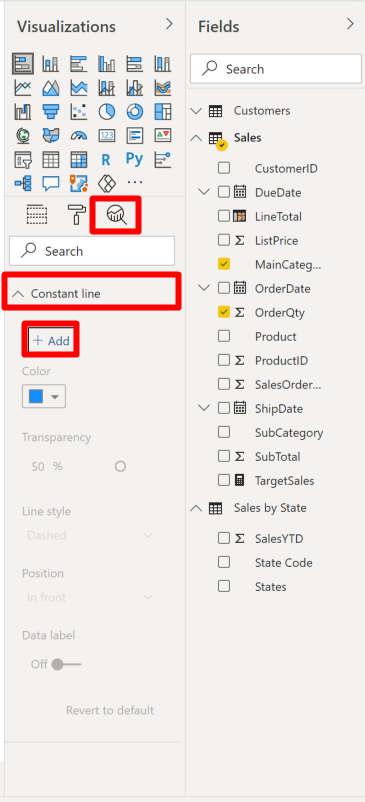 Visualizations
123
R
Py
Search
Constant line
+ Add
Color
Transparency
50 %
Line style
Dashed
Position
In front
Data label
Off
Revert to default
Fields
Search
Customers
Sales
CustomerID
DueDate
LineTotal
Σ ListPrice
MainCateg...
OrderDate
Σ OrderQty
Product
Σ ProductID
Σ SalesOrder...
ShipDate
SubCategory
Σ SubTotal
TargetSales
Sales by State
Σ SalesYTD
State Code
States